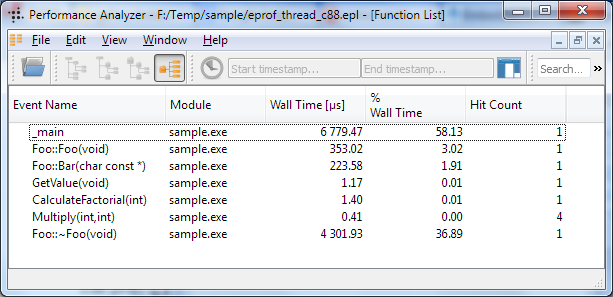 Performance Analyzer - F:/Temp/sample/eprof_thread_c88.epl - [Function List]
File Edit View Window Help
Start timestamp... End timestamp... Search... »
Event Name Module Wall Time [µs] % Wall Time Hit Count
_main sample.exe 6 779.47 58.13 1
Foo::Foo(void) sample.exe 353.02 3.02 1
Foo::Bar(char const *) sample.exe 223.58 1.91 1
GetValue(void) sample.exe 1.17 0.01 1
CalculateFactorial(int) sample.exe 1.40 0.01 1
Multiply(int,int) sample.exe 0.41 0.00 4
Foo::~Foo(void) sample.exe 4 301.93 36.89 1